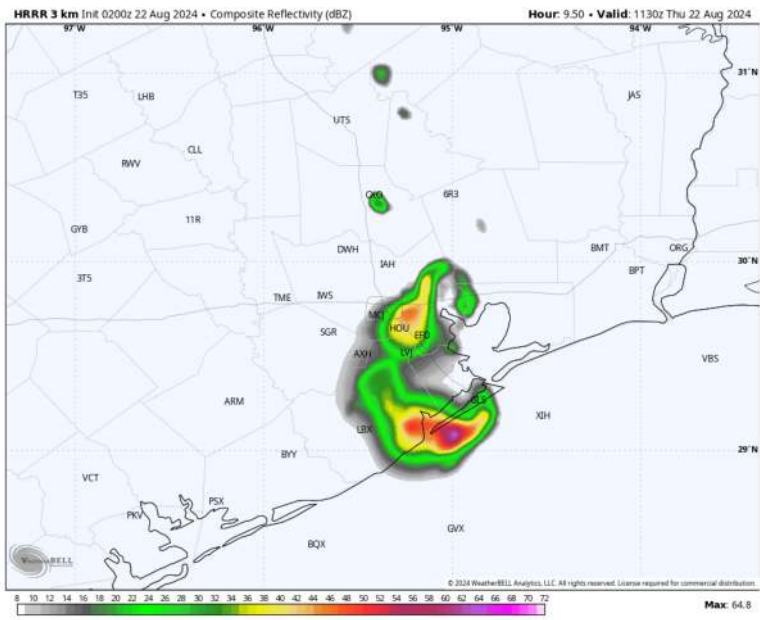 HRRR 3 km Init 0200z 22 Aug 2024 • Composite Reflectivity (dBZ) Hour: 9.50 • Valid: 1130z Thu 22 Aug 2024
97°W 96°W 95°W 94°W
31°N
T35 LHB JAS
UTS
CLL
RWV
CXO 6R3
11R
GYB
DWH BMT ORG
30°N
IAH
BPT
3T5
TME IWS
MCJ
SGR HOU EFD
AXH LVJ
VBS
ARM GLS
XIH
LBX
29°N
BYY
VCT
PSX
PKV
GVX
BQX
WEATHERBELL
© 2024 WeatherBELL Analytics, LLC. All rights reserved. License required for commercial distribution.
8 10 12 14 16 18 20 22 24 26 28 30 32 34 36 38 40 42 44 46 48 50 52 54 56 58 60 62 64 66 68 70 72
Max: 64.8